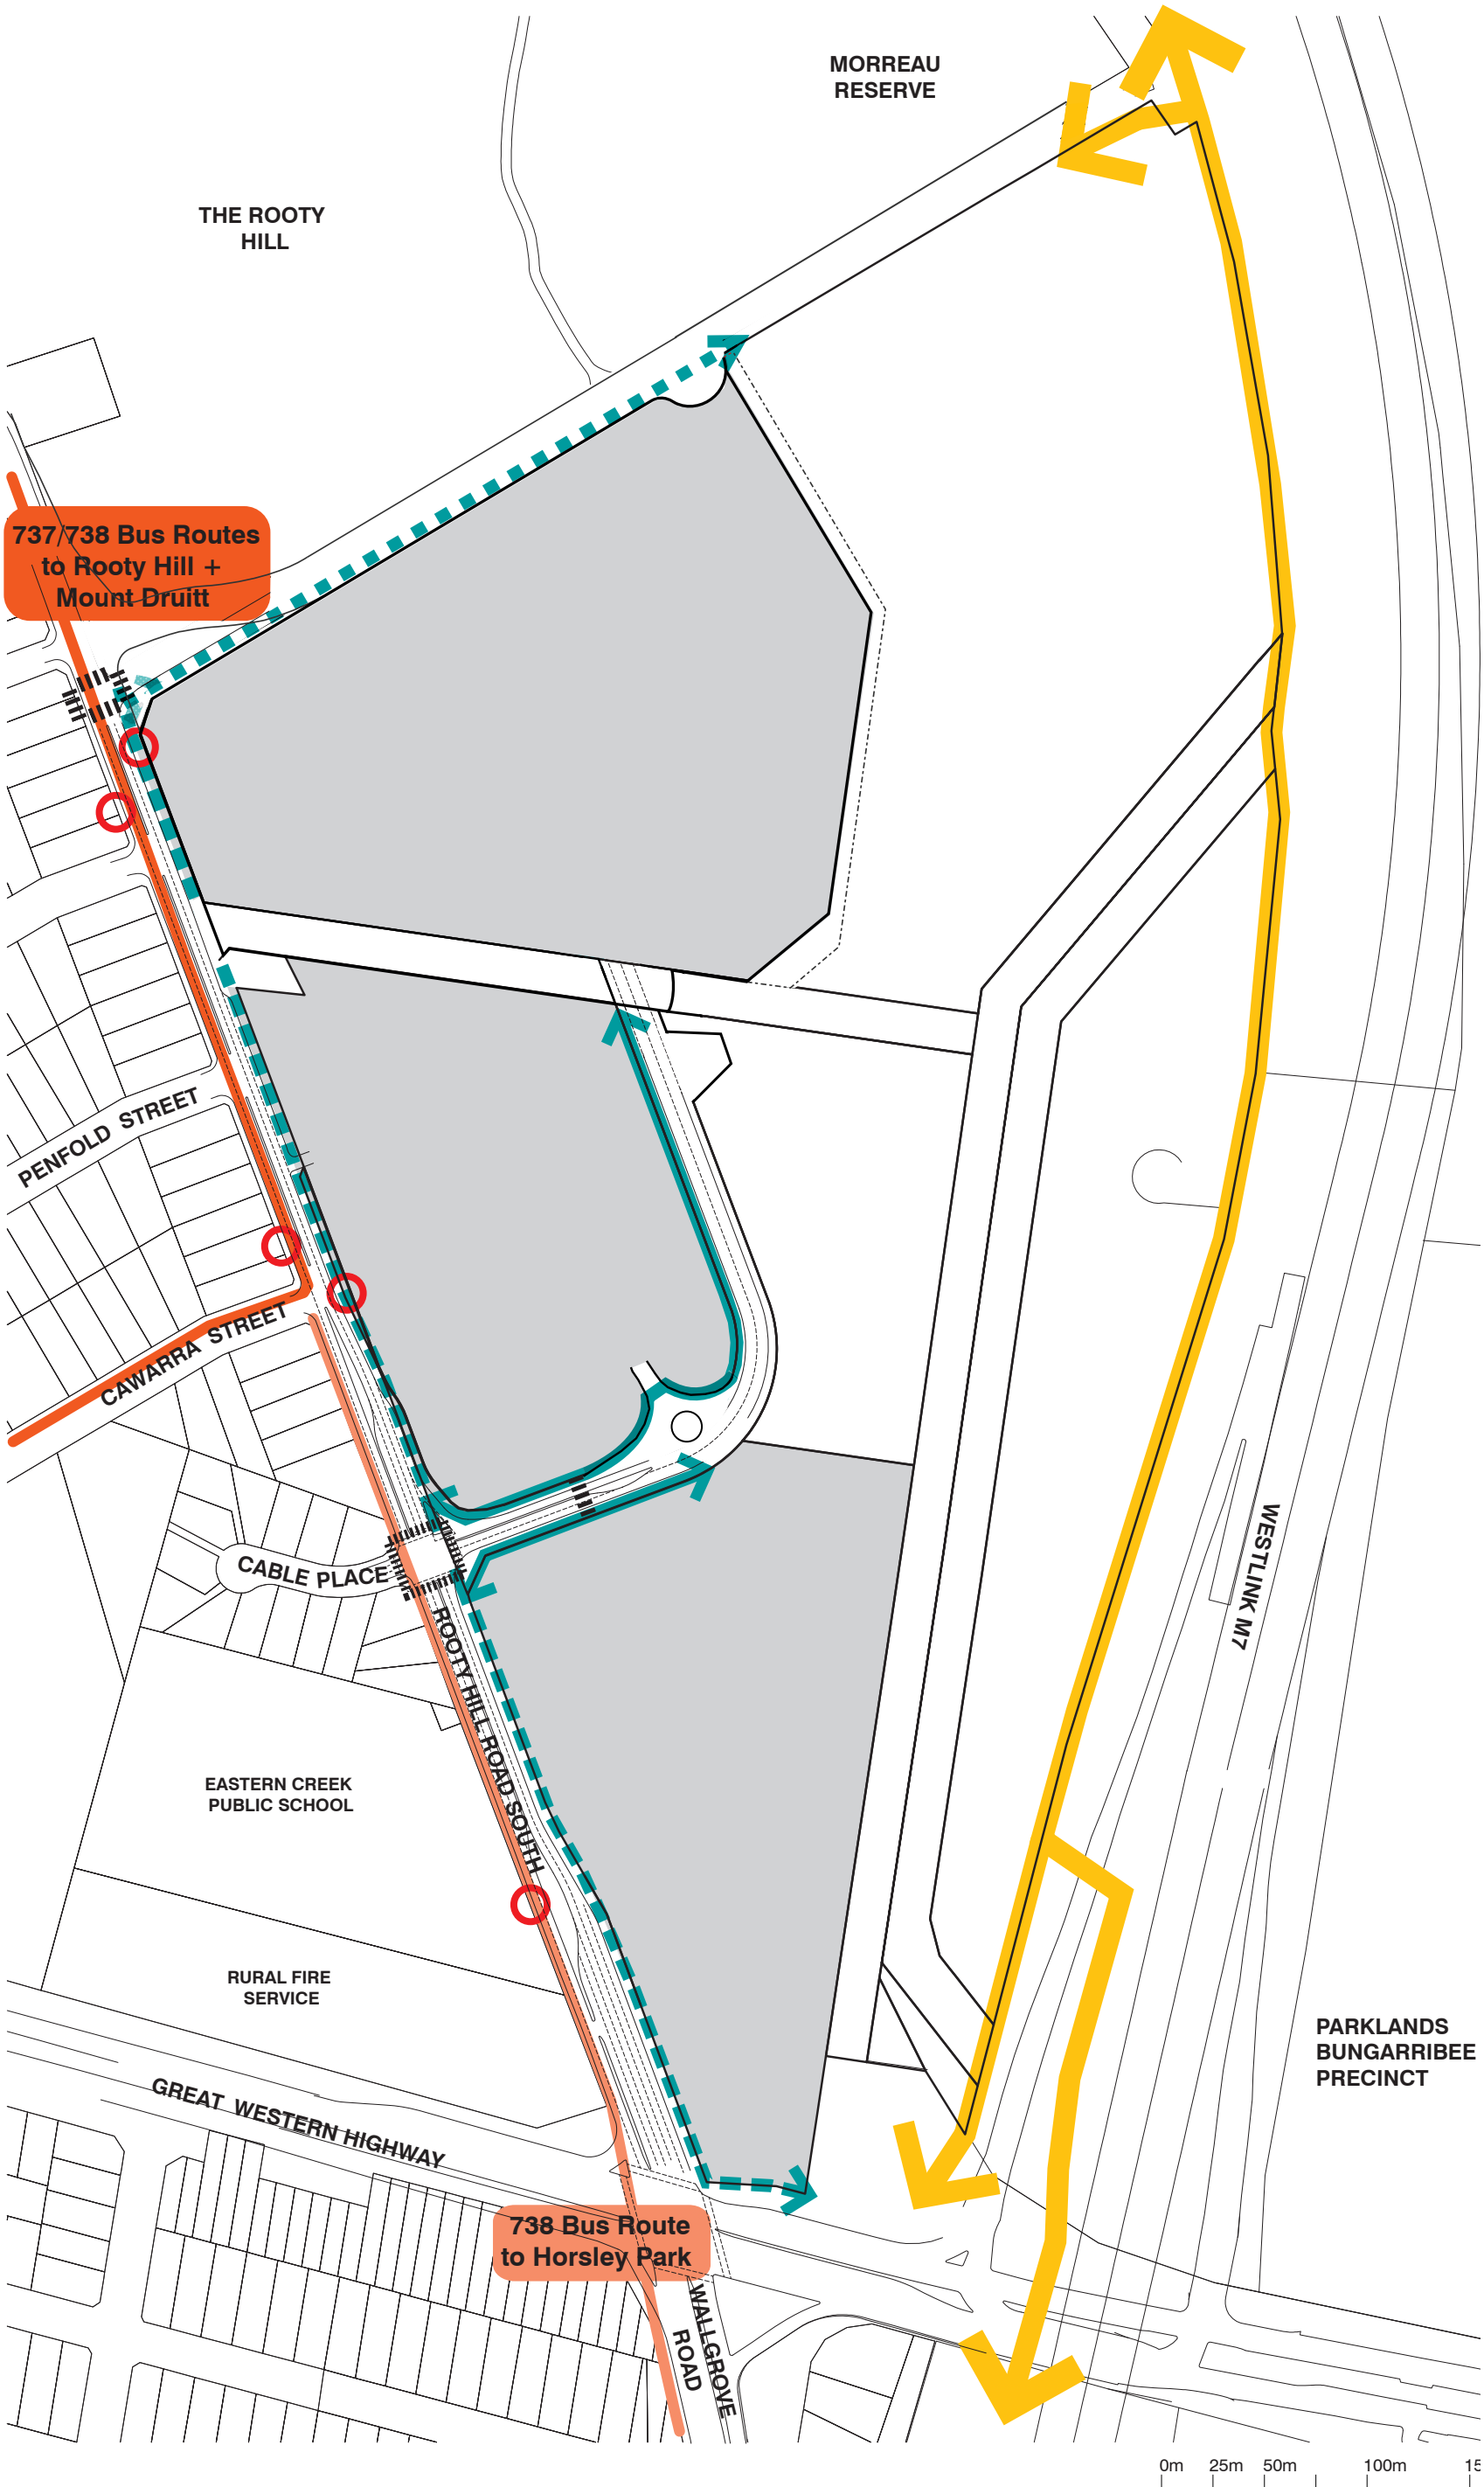 MORREAU
RESERVE
THE ROOTY
HILL
737/738 Bus Routes
to Rooty Hill +
Mount Druitt
PENFOLD STREET
CAWARRA STREET
CABLE PLACE
ROOTY HILL ROAD SOUTH
WESTLINK M7
EASTERN CREEK
PUBLIC SCHOOL
RURAL FIRE
SERVICE
PARKLANDS
BUNGARRIBEE
PRECINCT
GREAT WESTERN HIGHWAY
738 Bus Route
to Horsley Park
WALLGROVE
ROAD
0m 25m 50m 100m